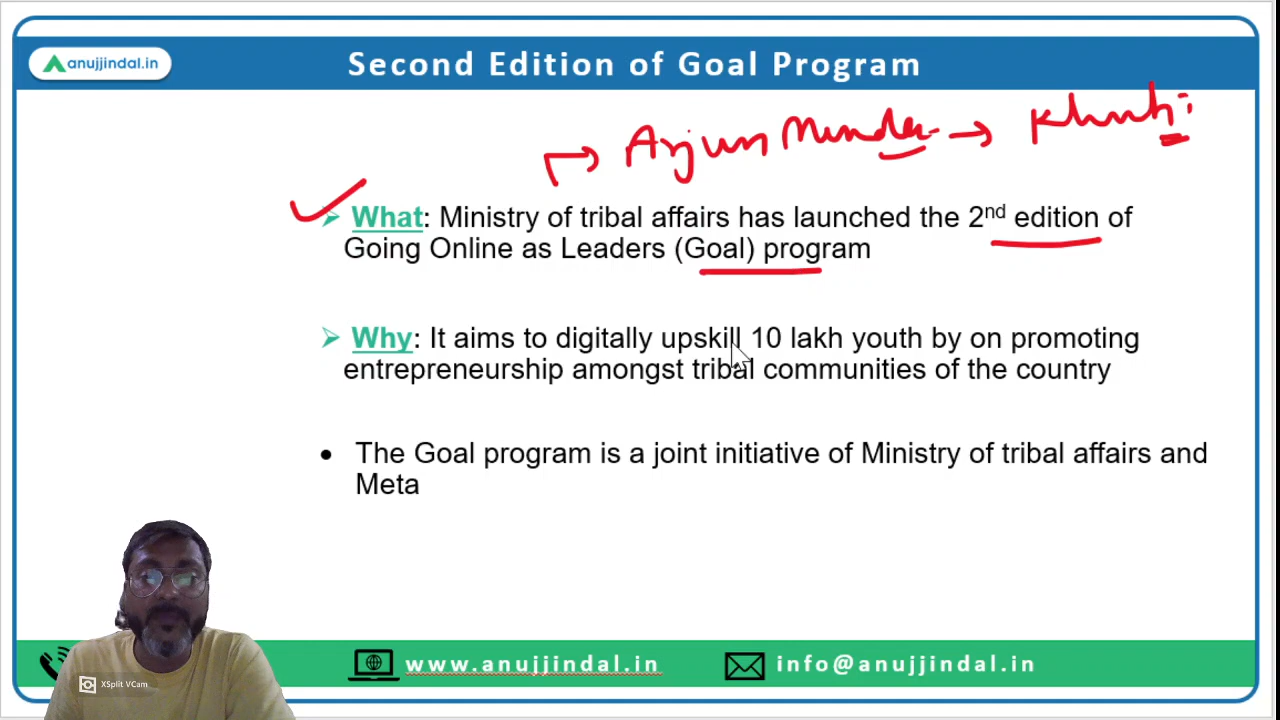 anujjindal.in
Second Edition of Goal Program
Arjun Munda → Khunti
What: Ministry of tribal affairs has launched the 2nd edition of
Going Online as Leaders (Goal) program
Why: It aims to digitally upskill 10 lakh youth by on promoting
entrepreneurship amongst tribal communities of the country
• The Goal program is a joint initiative of Ministry of tribal affairs and
Meta
www.anujjindal.in
info@anujjindal.in
XSplit VCam